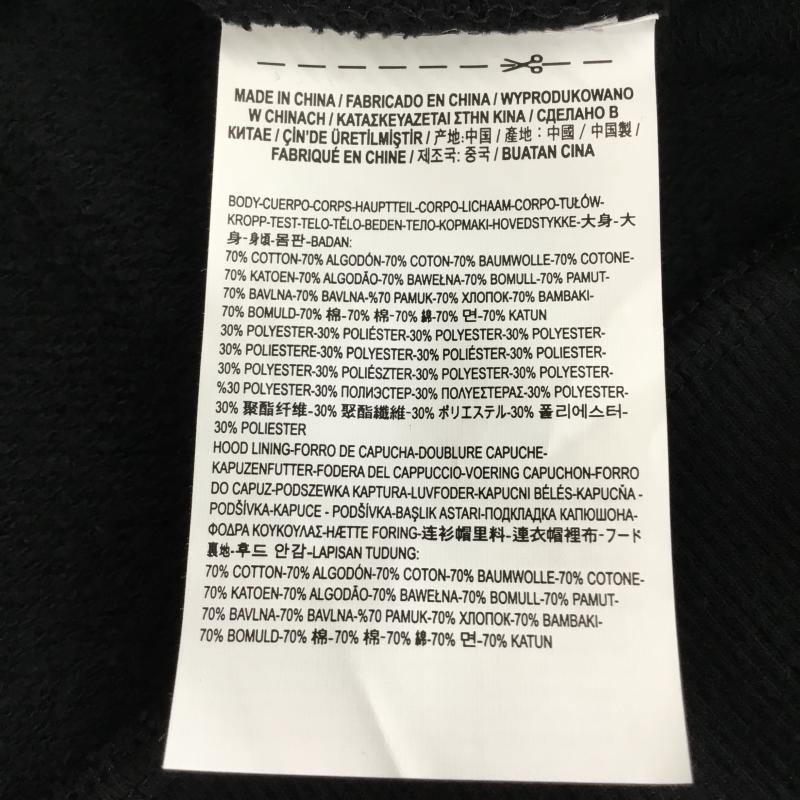 MADE IN CHINA / FABRICADO EN CHINA / WYPRODUKOWANO
W CHINACH / ΚΑΤΑΣΚΕΥΑΖΕΤΑΙ ΣΤΗΝ ΚΙΝΑ / СДЕЛАНО В
КИТАЕ / ÇİN'DE ÜRETİLMİŞTİR / 产地:中国 / 產地：中國 / 中国製 /
FABRIQUÉ EN CHINE / 제조국: 중국 / BUATAN CINA
BODY-CUERPO-CORPS-HAUPTTEIL-CORPO-LICHAAM-CORPO-TUŁÓW-
KROPP-TEST-TELO-TĚLO-BEDEN-ТЕЛО-ΚΟΡΜΑΚΙ-HOVEDSTYKKE-大身-大
身-身頃-몸판-BADAN:
70% COTTON-70% ALGODÓN-70% COTON-70% BAUMWOLLE-70% COTONE-
70% KATOEN-70% ALGODÃO-70% BAWEŁNA-70% BOMULL-70% PAMUT-
70% BAVLNA-70% BAVLNA-%70 PAMUK-70% ХЛОПОК-70% ΒΑΜΒΑΚΙ-
70% BOMULD-70% 棉-70% 棉-70% 綿-70% 면-70% KATUN
30% POLYESTER-30% POLIÉSTER-30% POLYESTER-30% POLYESTER-
30% POLIESTERE-30% POLYESTER-30% POLIÉSTER-30% POLIESTER-
30% POLYESTER-30% POLIÉSZTER-30% POLYESTER-30% POLYESTER-
%30 POLYESTER-30% ПОЛИЭСТЕР-30% ΠΟΛΥΕΣΤΕΡΑΣ-30% POLYESTER-
30% 聚酯纤维-30% 聚酯纖維-30% ポリエステル-30% 폴리에스터-
30% POLIESTER
HOOD LINING-FORRO DE CAPUCHA-DOUBLURE CAPUCHE-
KAPUZENFUTTER-FODERA DEL CAPPUCCIO-VOERING CAPUCHON-FORRO
DO CAPUZ-PODSZEWKA KAPTURA-LUVFODER-KAPUCNI BÉLÉS-KAPUCŇA -
PODŠÍVKA-KAPUCE - PODŠÍVKA-BAŞLIK ASTARI-ПОДКЛАДКА КАПЮШОНА-
ΦΟΔΡΑ ΚΟΥΚΟΥΛΑΣ-HÆTTE FORING-连衫帽里料-連衣帽裡布-フード
裏地-후드 안감-LAPISAN TUDUNG:
70% COTTON-70% ALGODÓN-70% COTON-70% BAUMWOLLE-70% COTONE-
70% KATOEN-70% ALGODÃO-70% BAWEŁNA-70% BOMULL-70% PAMUT-
70% BAVLNA-70% BAVLNA-%70 PAMUK-70% ХЛОПОК-70% ΒΑΜΒΑΚΙ-
70% BOMULD-70% 棉-70% 棉-70% 綿-70% 면-70% KATUN